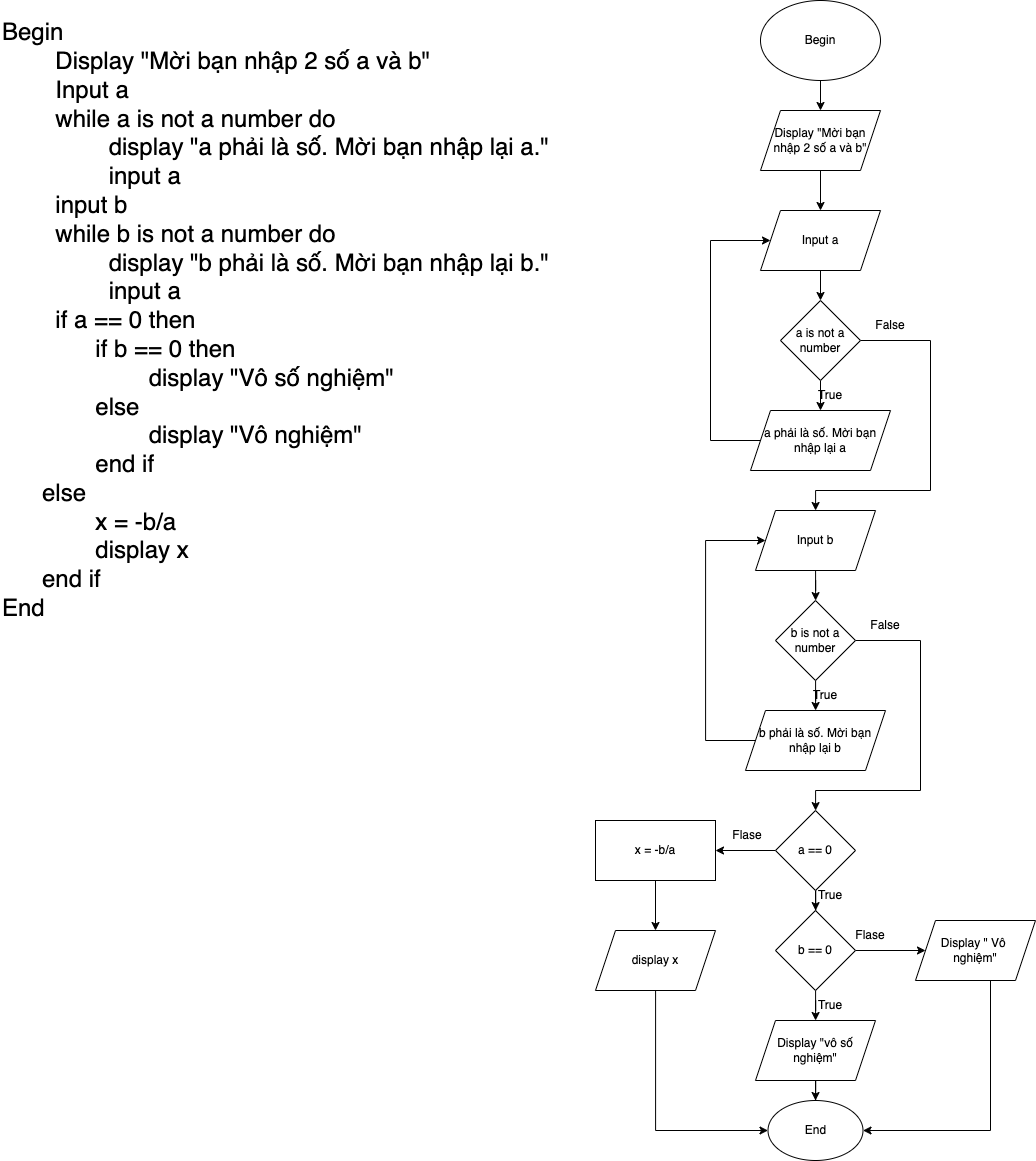 Begin
Display "Mời bạn nhập 2 số a và b"
Input a
while a is not a number do
display "a phải là số. Mời bạn nhập lại a."
input a
input b
while b is not a number do
display "b phải là số. Mời bạn nhập lại b."
input a
if a == 0 then
if b == 0 then
display "Vô số nghiệm"
else
display "Vô nghiệm"
end if
else
x = -b/a
display x
end if
End
Begin
Display "Mời bạn
nhập 2 số a và b"
Input a
a is not a
number
False
True
a phải là số. Mời bạn
nhập lại a
Input b
b is not a
number
False
True
b phải là số. Mời bạn
nhập lại b
a == 0
Flase
x = -b/a
True
display x
b == 0
Flase
Display " Vô
nghiệm"
True
Display "vô số
nghiệm"
End